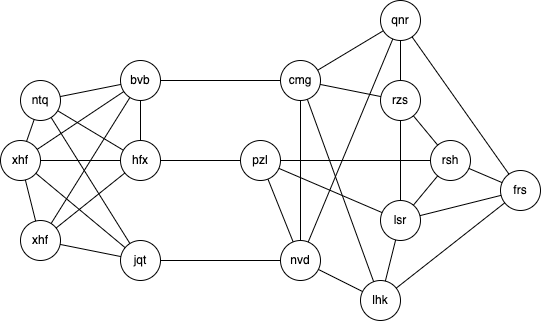 qnr
bvb
cmg
ntq
rzs
xhf
hfx
pzl
rsh
frs
xhf
lsr
jqt
nvd
lhk